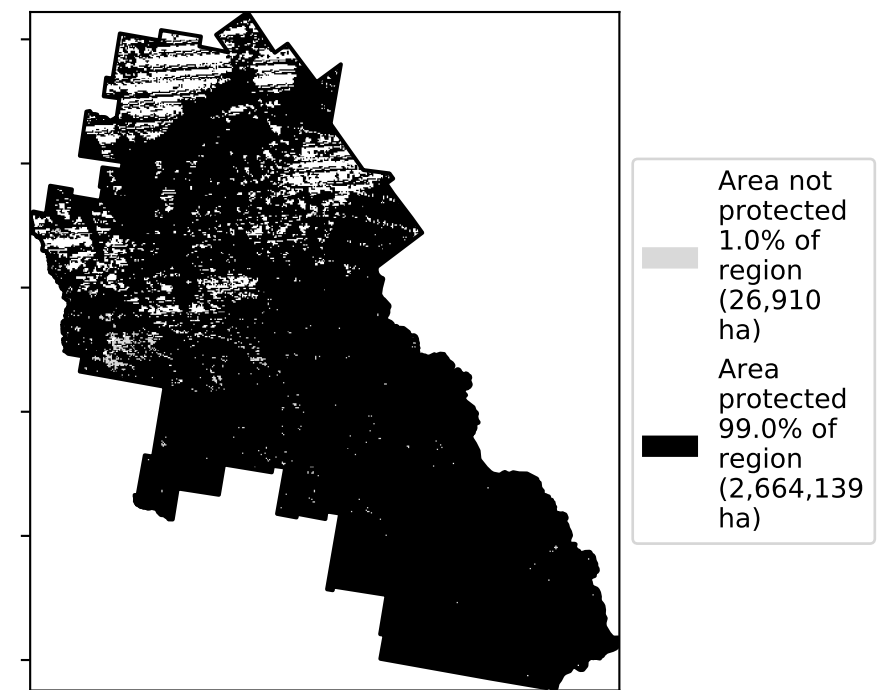 Area not
protected
1.0% of
region
(26,910
ha)
Area
protected
99.0% of
region
(2,664,139
ha)